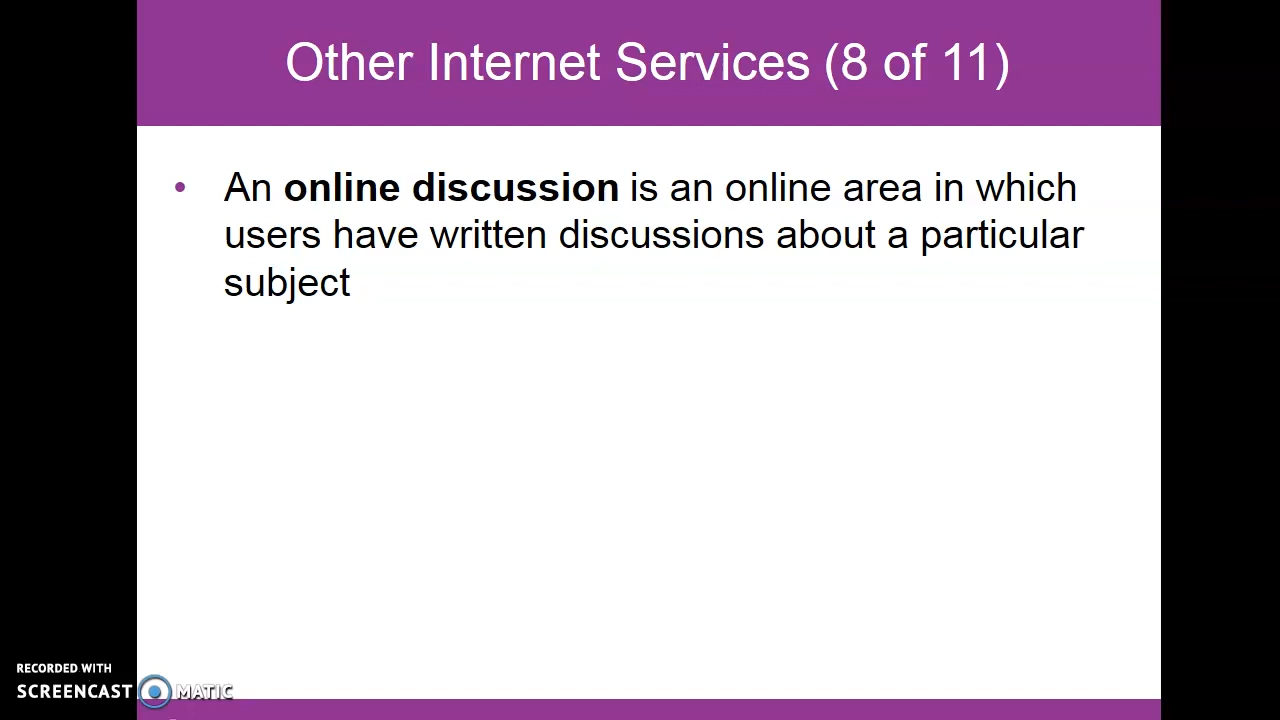 Other Internet Services (8 of 11)
• An online discussion is an online area in which
users have written discussions about a particular
subject
RECORDED WITH
SCREENCAST MATIC